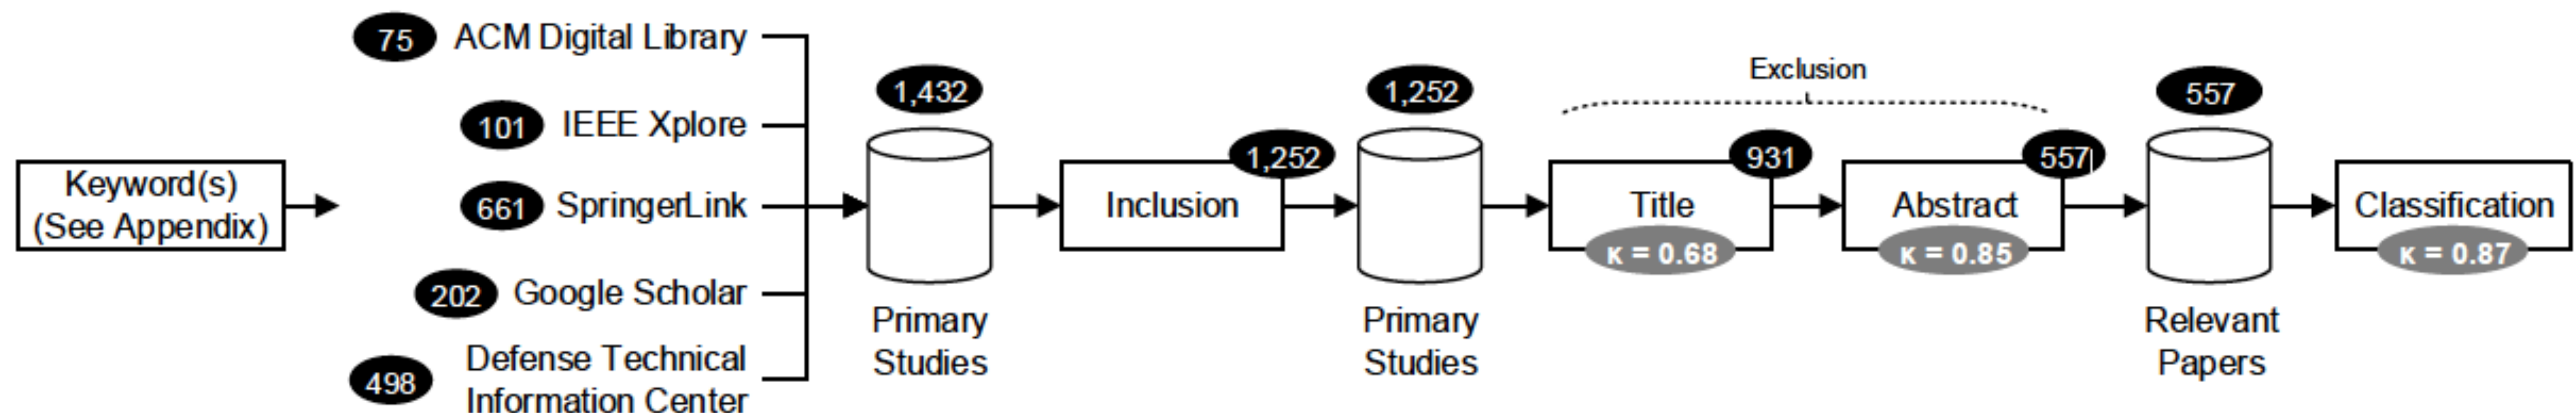 Keyword(s)
(See Appendix)
75 ACM Digital Library
101 IEEE Xplore
661 SpringerLink
202 Google Scholar
498 Defense Technical
Information Center
1,432
Primary
Studies
Inclusion
1,252
1,252
Primary
Studies
Exclusion
Title
931
κ = 0.68
Abstract
557
κ = 0.85
557
Relevant
Papers
Classification
κ = 0.87